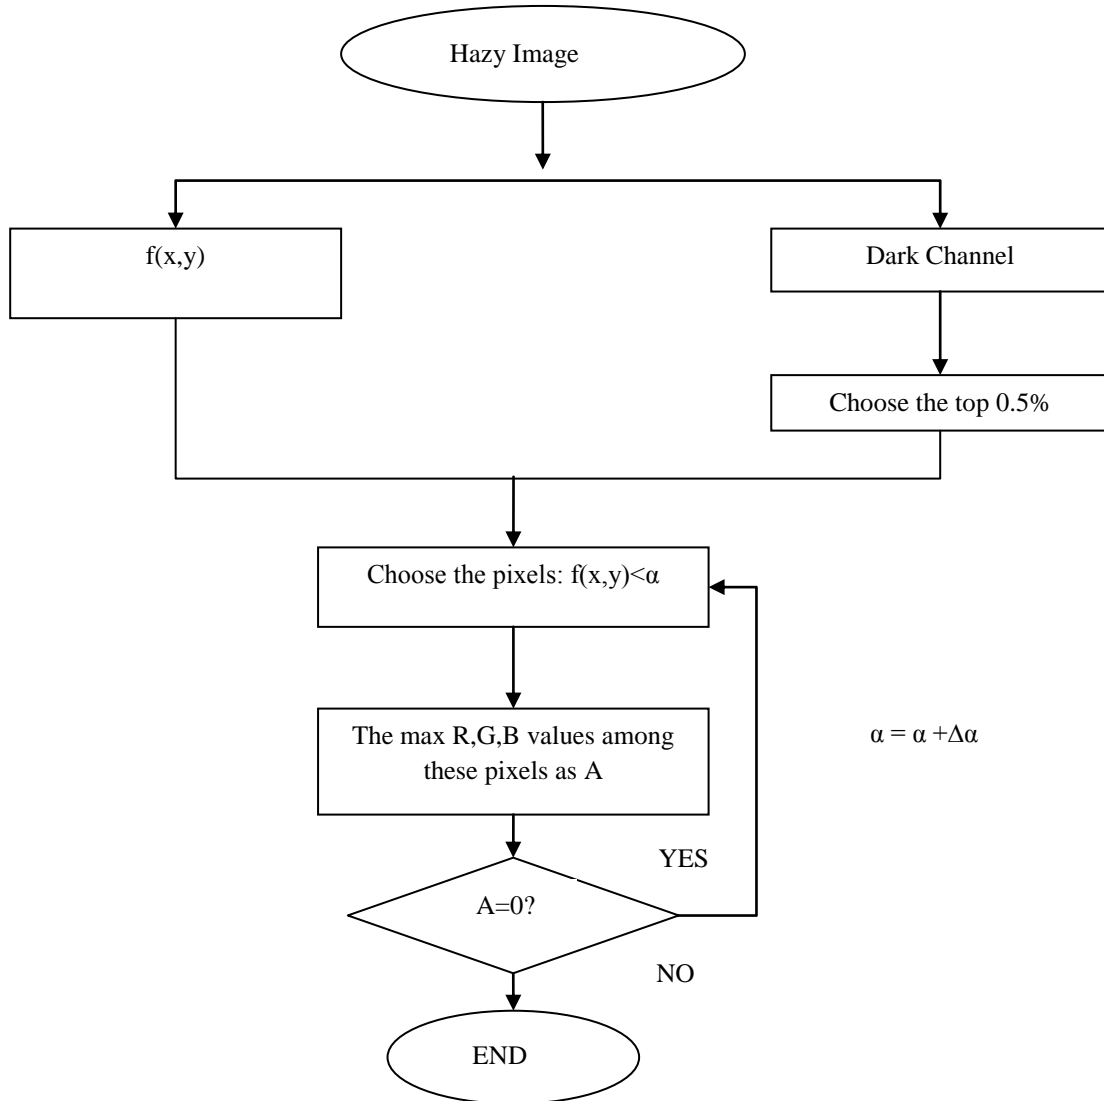 Hazy Image
f(x,y)
Dark Channel
Choose the top 0.5%
Choose the pixels: f(x,y)<α
The max R,G,B values among
these pixels as A
α = α +Δα
YES
A=0?
NO
END